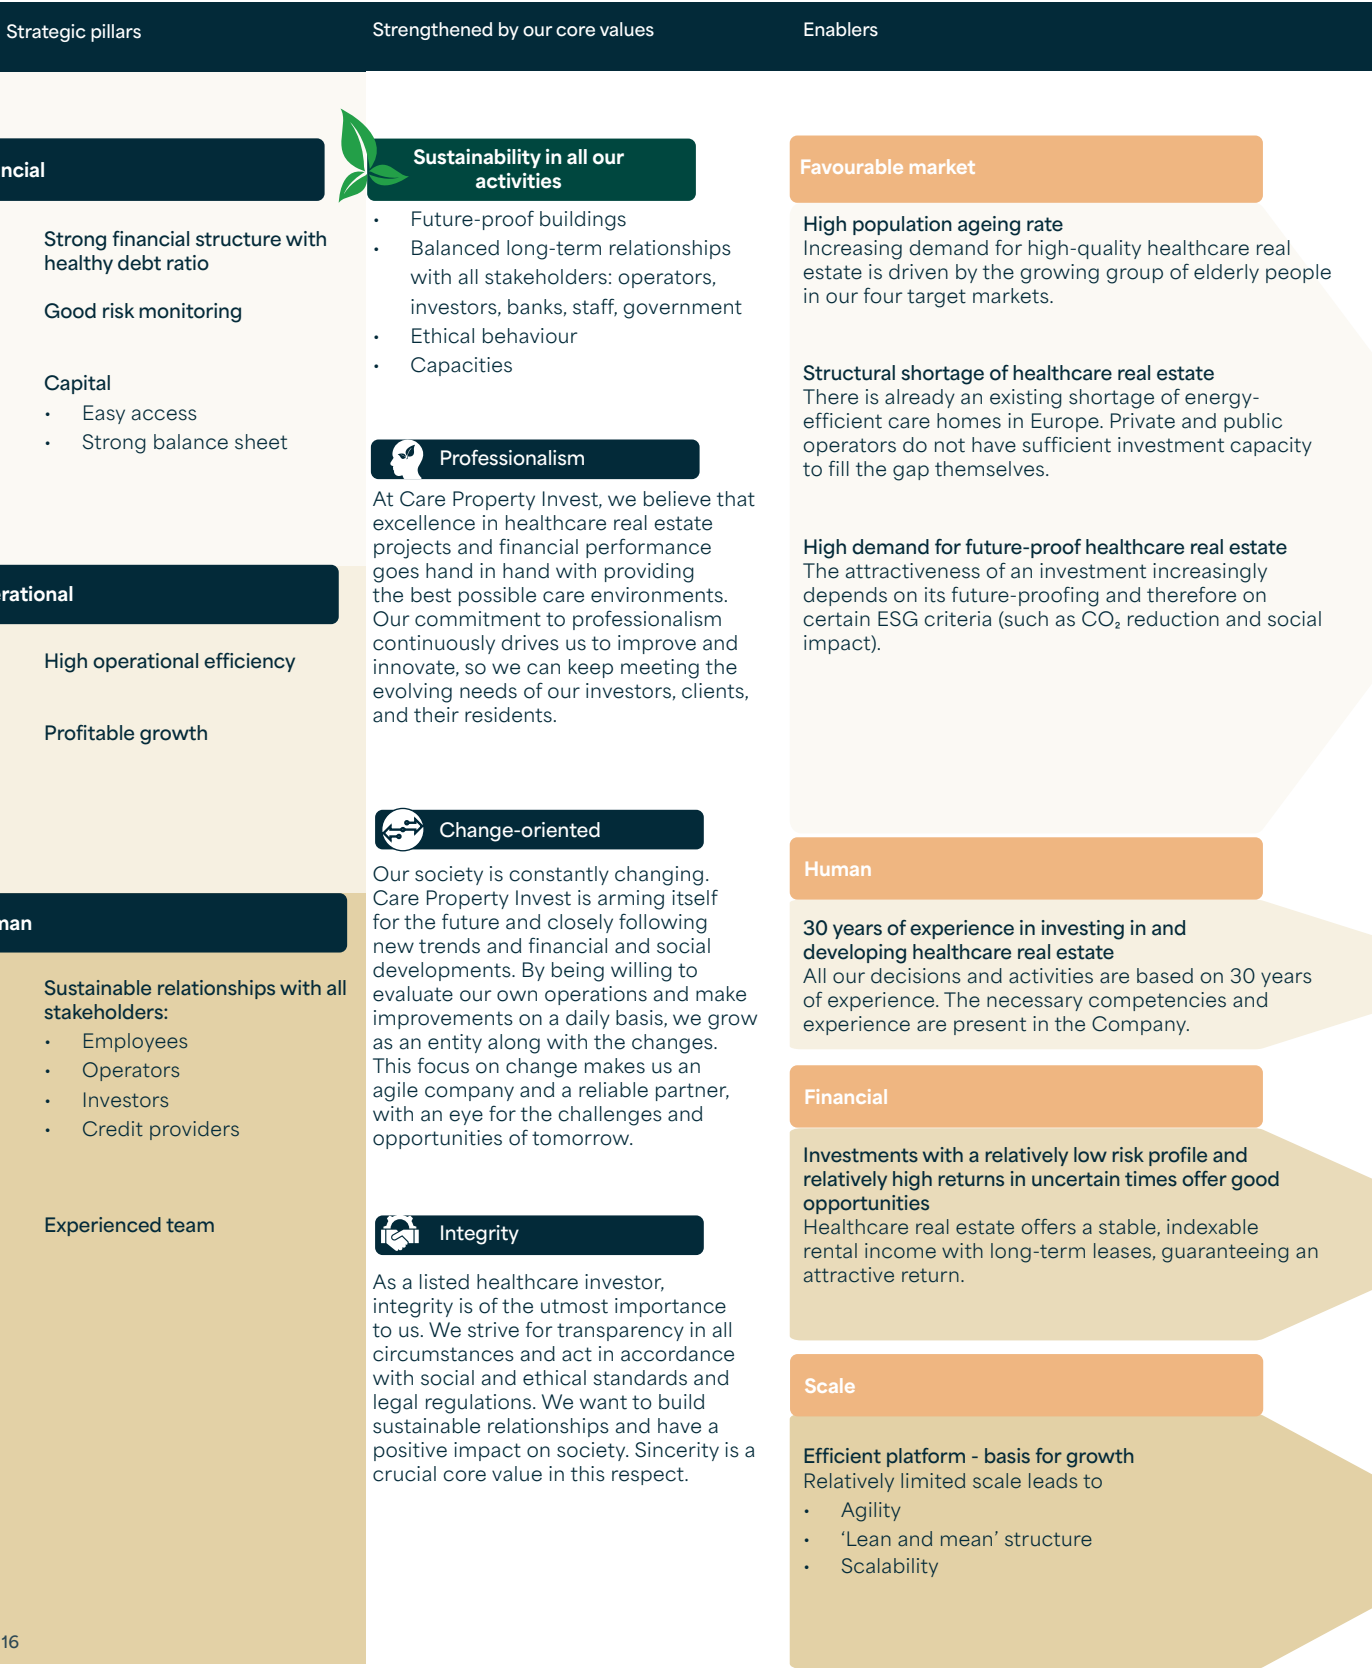 Strategic pillars
ncial
Strong financial structure with
healthy debt ratio
Good risk monitoring
Capital
• Easy access
• Strong balance sheet
rational
High operational efficiency
Profitable growth
man
Sustainable relationships with all
stakeholders:
• Employees
• Operators
• Investors
• Credit providers
Experienced team
16
Strengthened by our core values
Sustainability in all our
activities
• Future-proof buildings
• Balanced long-term relationships
with all stakeholders: operators,
investors, banks, staff, government
• Ethical behaviour
• Capacities
Professionalism
At Care Property Invest, we believe that
excellence in healthcare real estate
projects and financial performance
goes hand in hand with providing
the best possible care environments.
Our commitment to professionalism
continuously drives us to improve and
innovate, so we can keep meeting the
evolving needs of our investors, clients,
and their residents.
Change-oriented
Our society is constantly changing.
Care Property Invest is arming itself
for the future and closely following
new trends and financial and social
developments. By being willing to
evaluate our own operations and make
improvements on a daily basis, we grow
as an entity along with the changes.
This focus on change makes us an
agile company and a reliable partner,
with an eye for the challenges and
opportunities of tomorrow.
Integrity
As a listed healthcare investor,
integrity is of the utmost importance
to us. We strive for transparency in all
circumstances and act in accordance
with social and ethical standards and
legal regulations. We want to build
sustainable relationships and have a
positive impact on society. Sincerity is a
crucial core value in this respect.
Enablers
Favourable market
High population ageing rate
Increasing demand for high-quality healthcare real
estate is driven by the growing group of elderly people
in our four target markets.
Structural shortage of healthcare real estate
There is already an existing shortage of energy-
efficient care homes in Europe. Private and public
operators do not have sufficient investment capacity
to fill the gap themselves.
High demand for future-proof healthcare real estate
The attractiveness of an investment increasingly
depends on its future-proofing and therefore on
certain ESG criteria (such as CO₂ reduction and social
impact).
Human
30 years of experience in investing in and
developing healthcare real estate
All our decisions and activities are based on 30 years
of experience. The necessary competencies and
experience are present in the Company.
Financial
Investments with a relatively low risk profile and
relatively high returns in uncertain times offer good
opportunities
Healthcare real estate offers a stable, indexable
rental income with long-term leases, guaranteeing an
attractive return.
Scale
Efficient platform - basis for growth
Relatively limited scale leads to
• Agility
• ‘Lean and mean’ structure
• Scalability